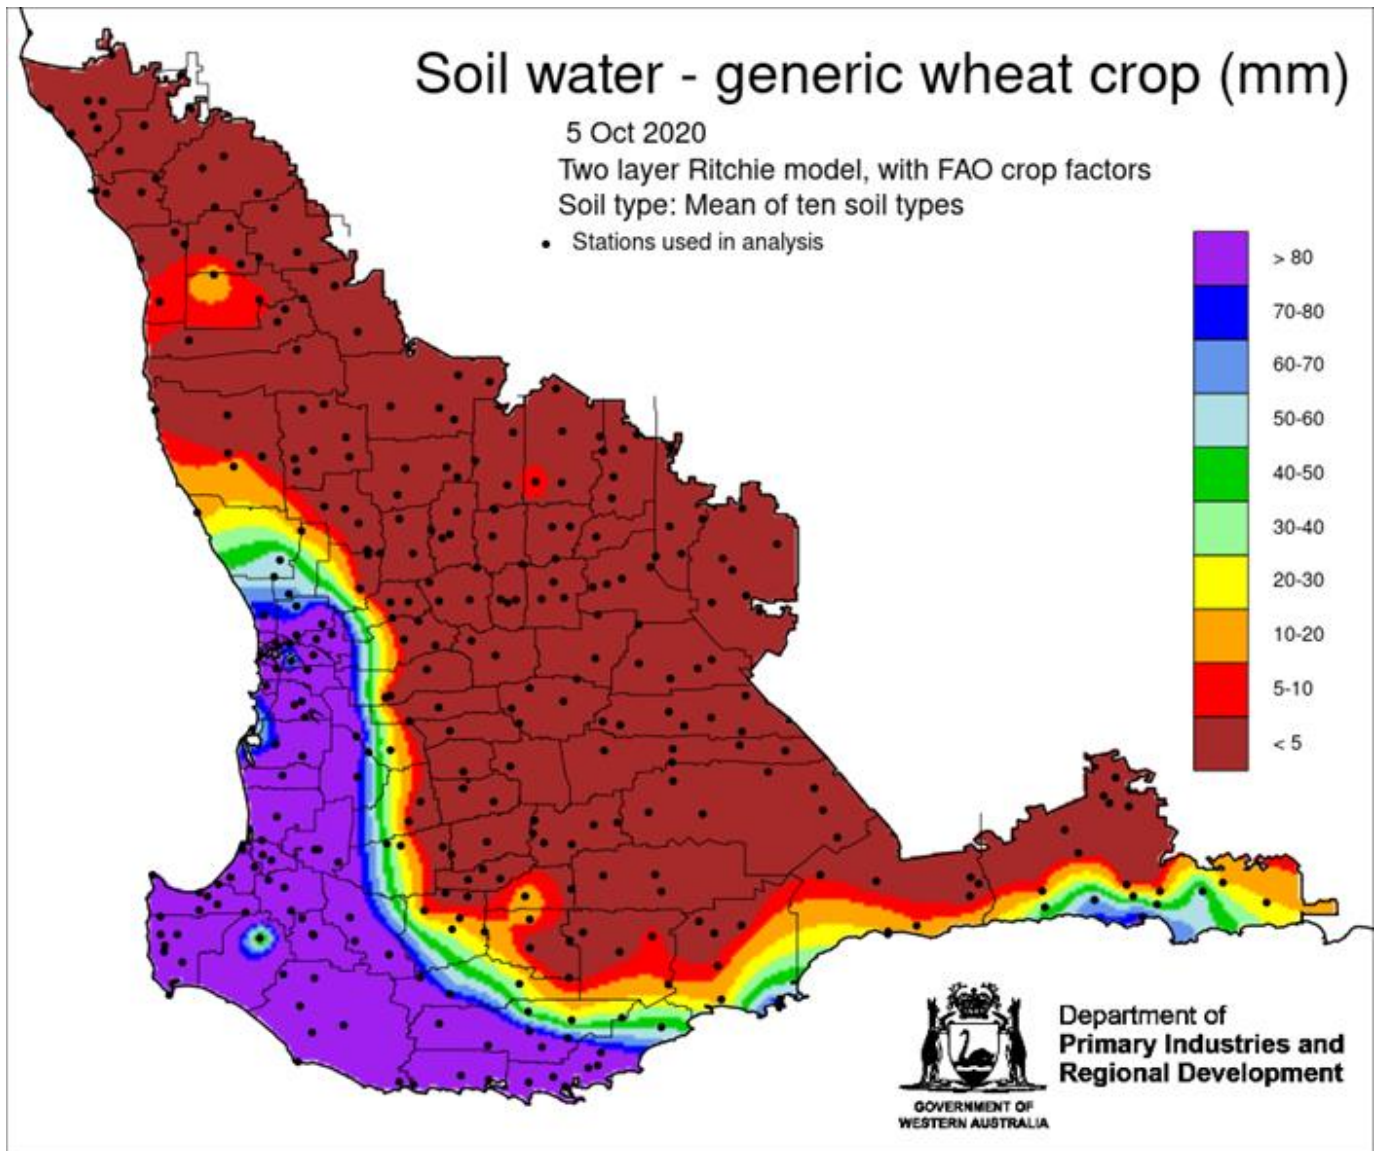 Soil water - generic wheat crop (mm)
5 Oct 2020
Two layer Ritchie model, with FAO crop factors
Soil type: Mean of ten soil types
Stations used in analysis
> 80
70-80
60-70
50-60
40-50
30-40
20-30
10-20
5-10
< 5
GOVERNMENT OF
WESTERN AUSTRALIA
Department of
Primary Industries and
Regional Development